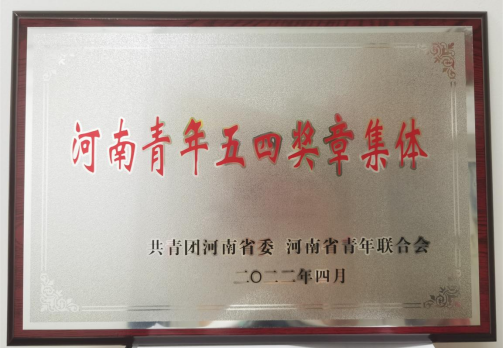 河南青年五四奖章集体
共青团河南省委 河南省青年联合会
二〇二二年四月